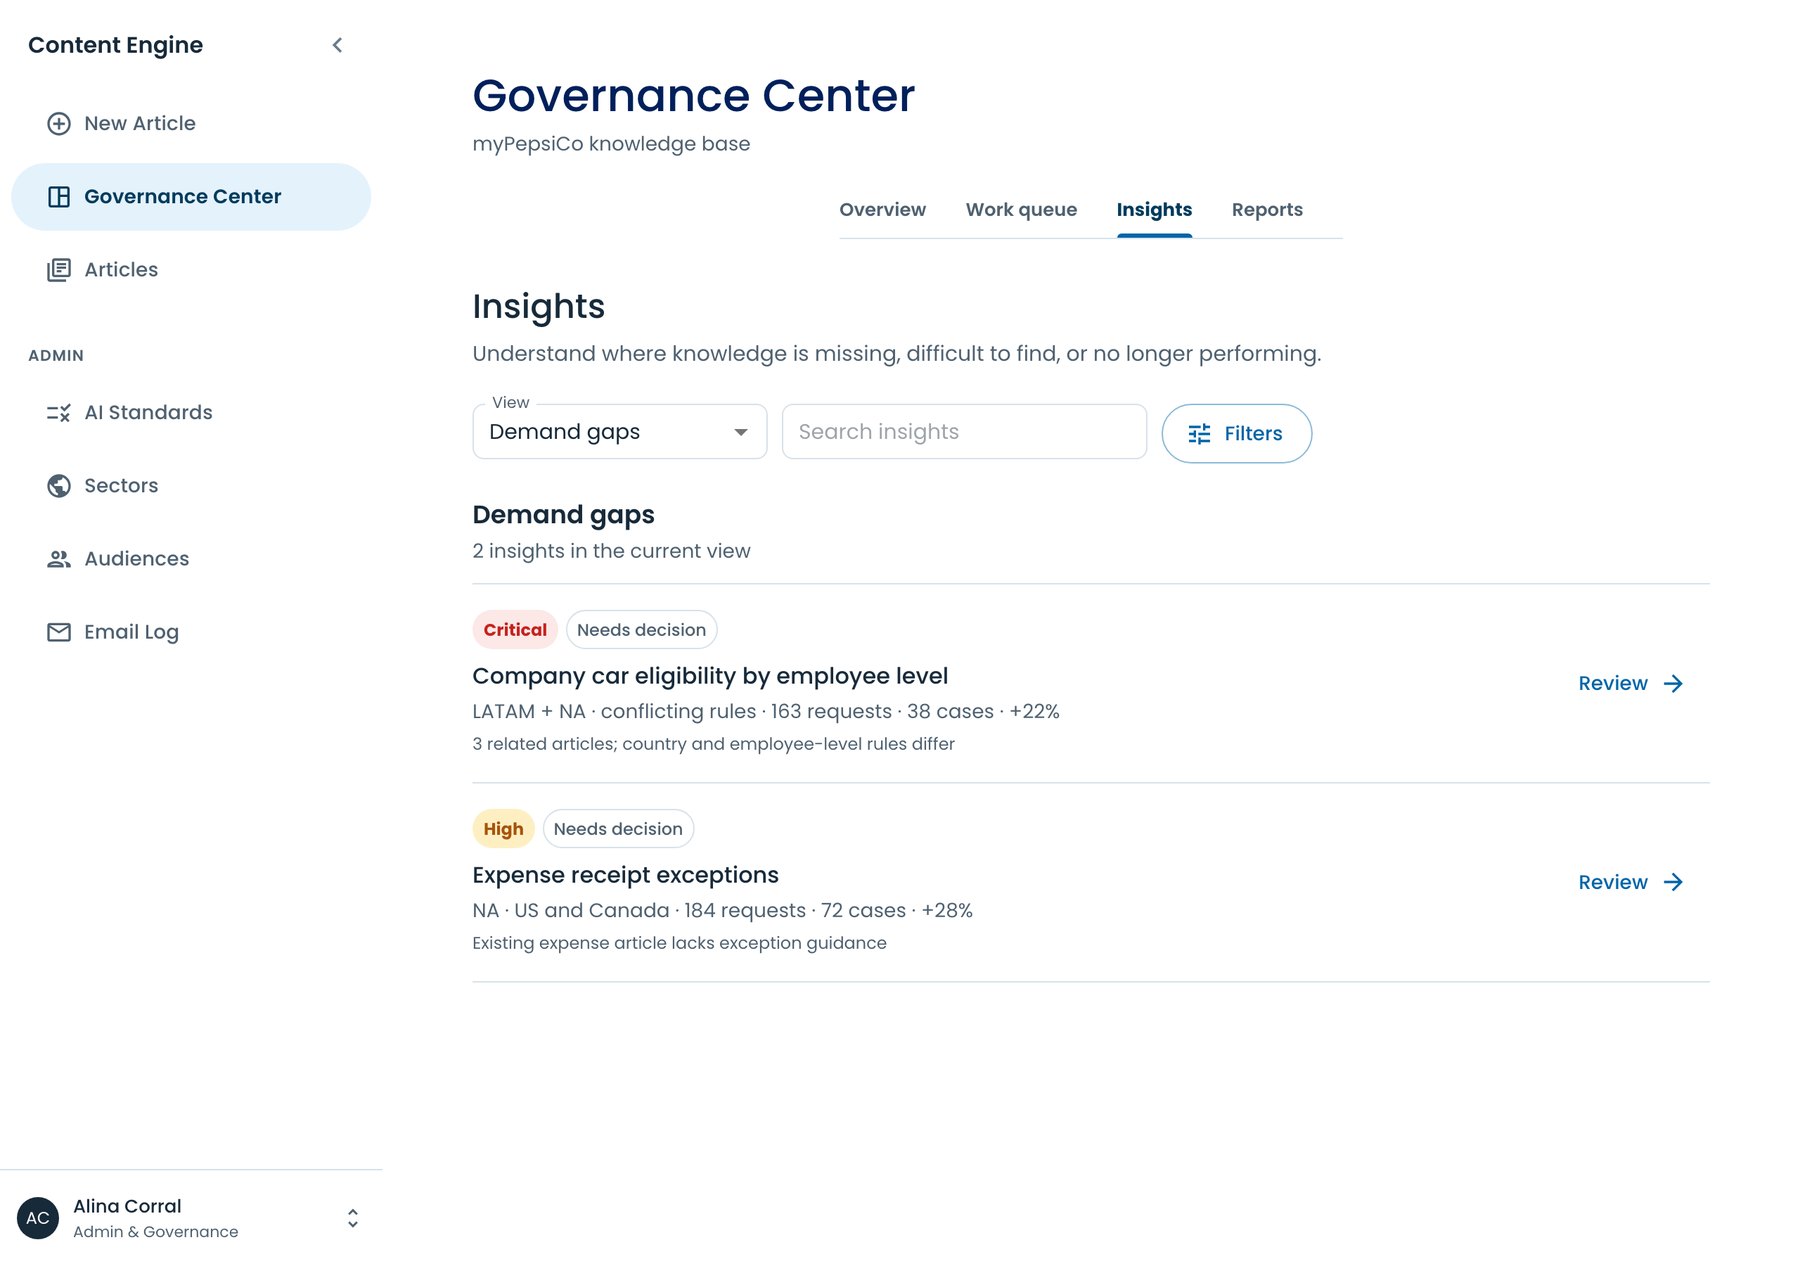 Content Engine
New Article
Governance Center
Articles
ADMIN
AI Standards
Sectors
Audiences
Email Log
AC
Alina Corral
Admin & Governance
Governance Center
myPepsiCo knowledge base
Overview
Work queue
Insights
Reports
Insights
Understand where knowledge is missing, difficult to find, or no longer performing.
View
Demand gaps
Search insights
Filters
Demand gaps
2 insights in the current view
Critical
Needs decision
Company car eligibility by employee level
LATAM + NA · conflicting rules · 163 requests · 38 cases · +22%
3 related articles; country and employee-level rules differ
Review
High
Needs decision
Expense receipt exceptions
NA · US and Canada · 184 requests · 72 cases · +28%
Existing expense article lacks exception guidance
Review